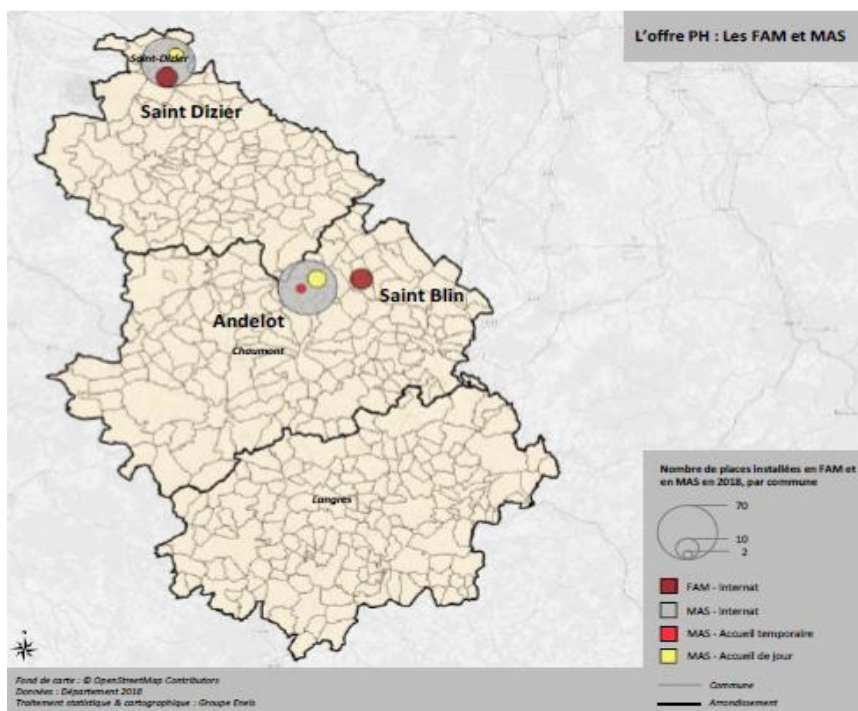 L'offre PH : Les FAM et MAS
Saint-Dizier
Saint Dizier
Saint Blin
Andelot
Chaumont
Langres
Nombre de places installées en FAM et
en MAS en 2018, par commune
70
10
2
FAM - Internat
MAS - Internat
MAS - Accueil temporaire
MAS - Accueil de jour
Commune
Arrondissement
Fond de carte : © OpenStreetMap Contributors
Données : Département 2018
Traitement statistique & cartographique : Groupe Eneis